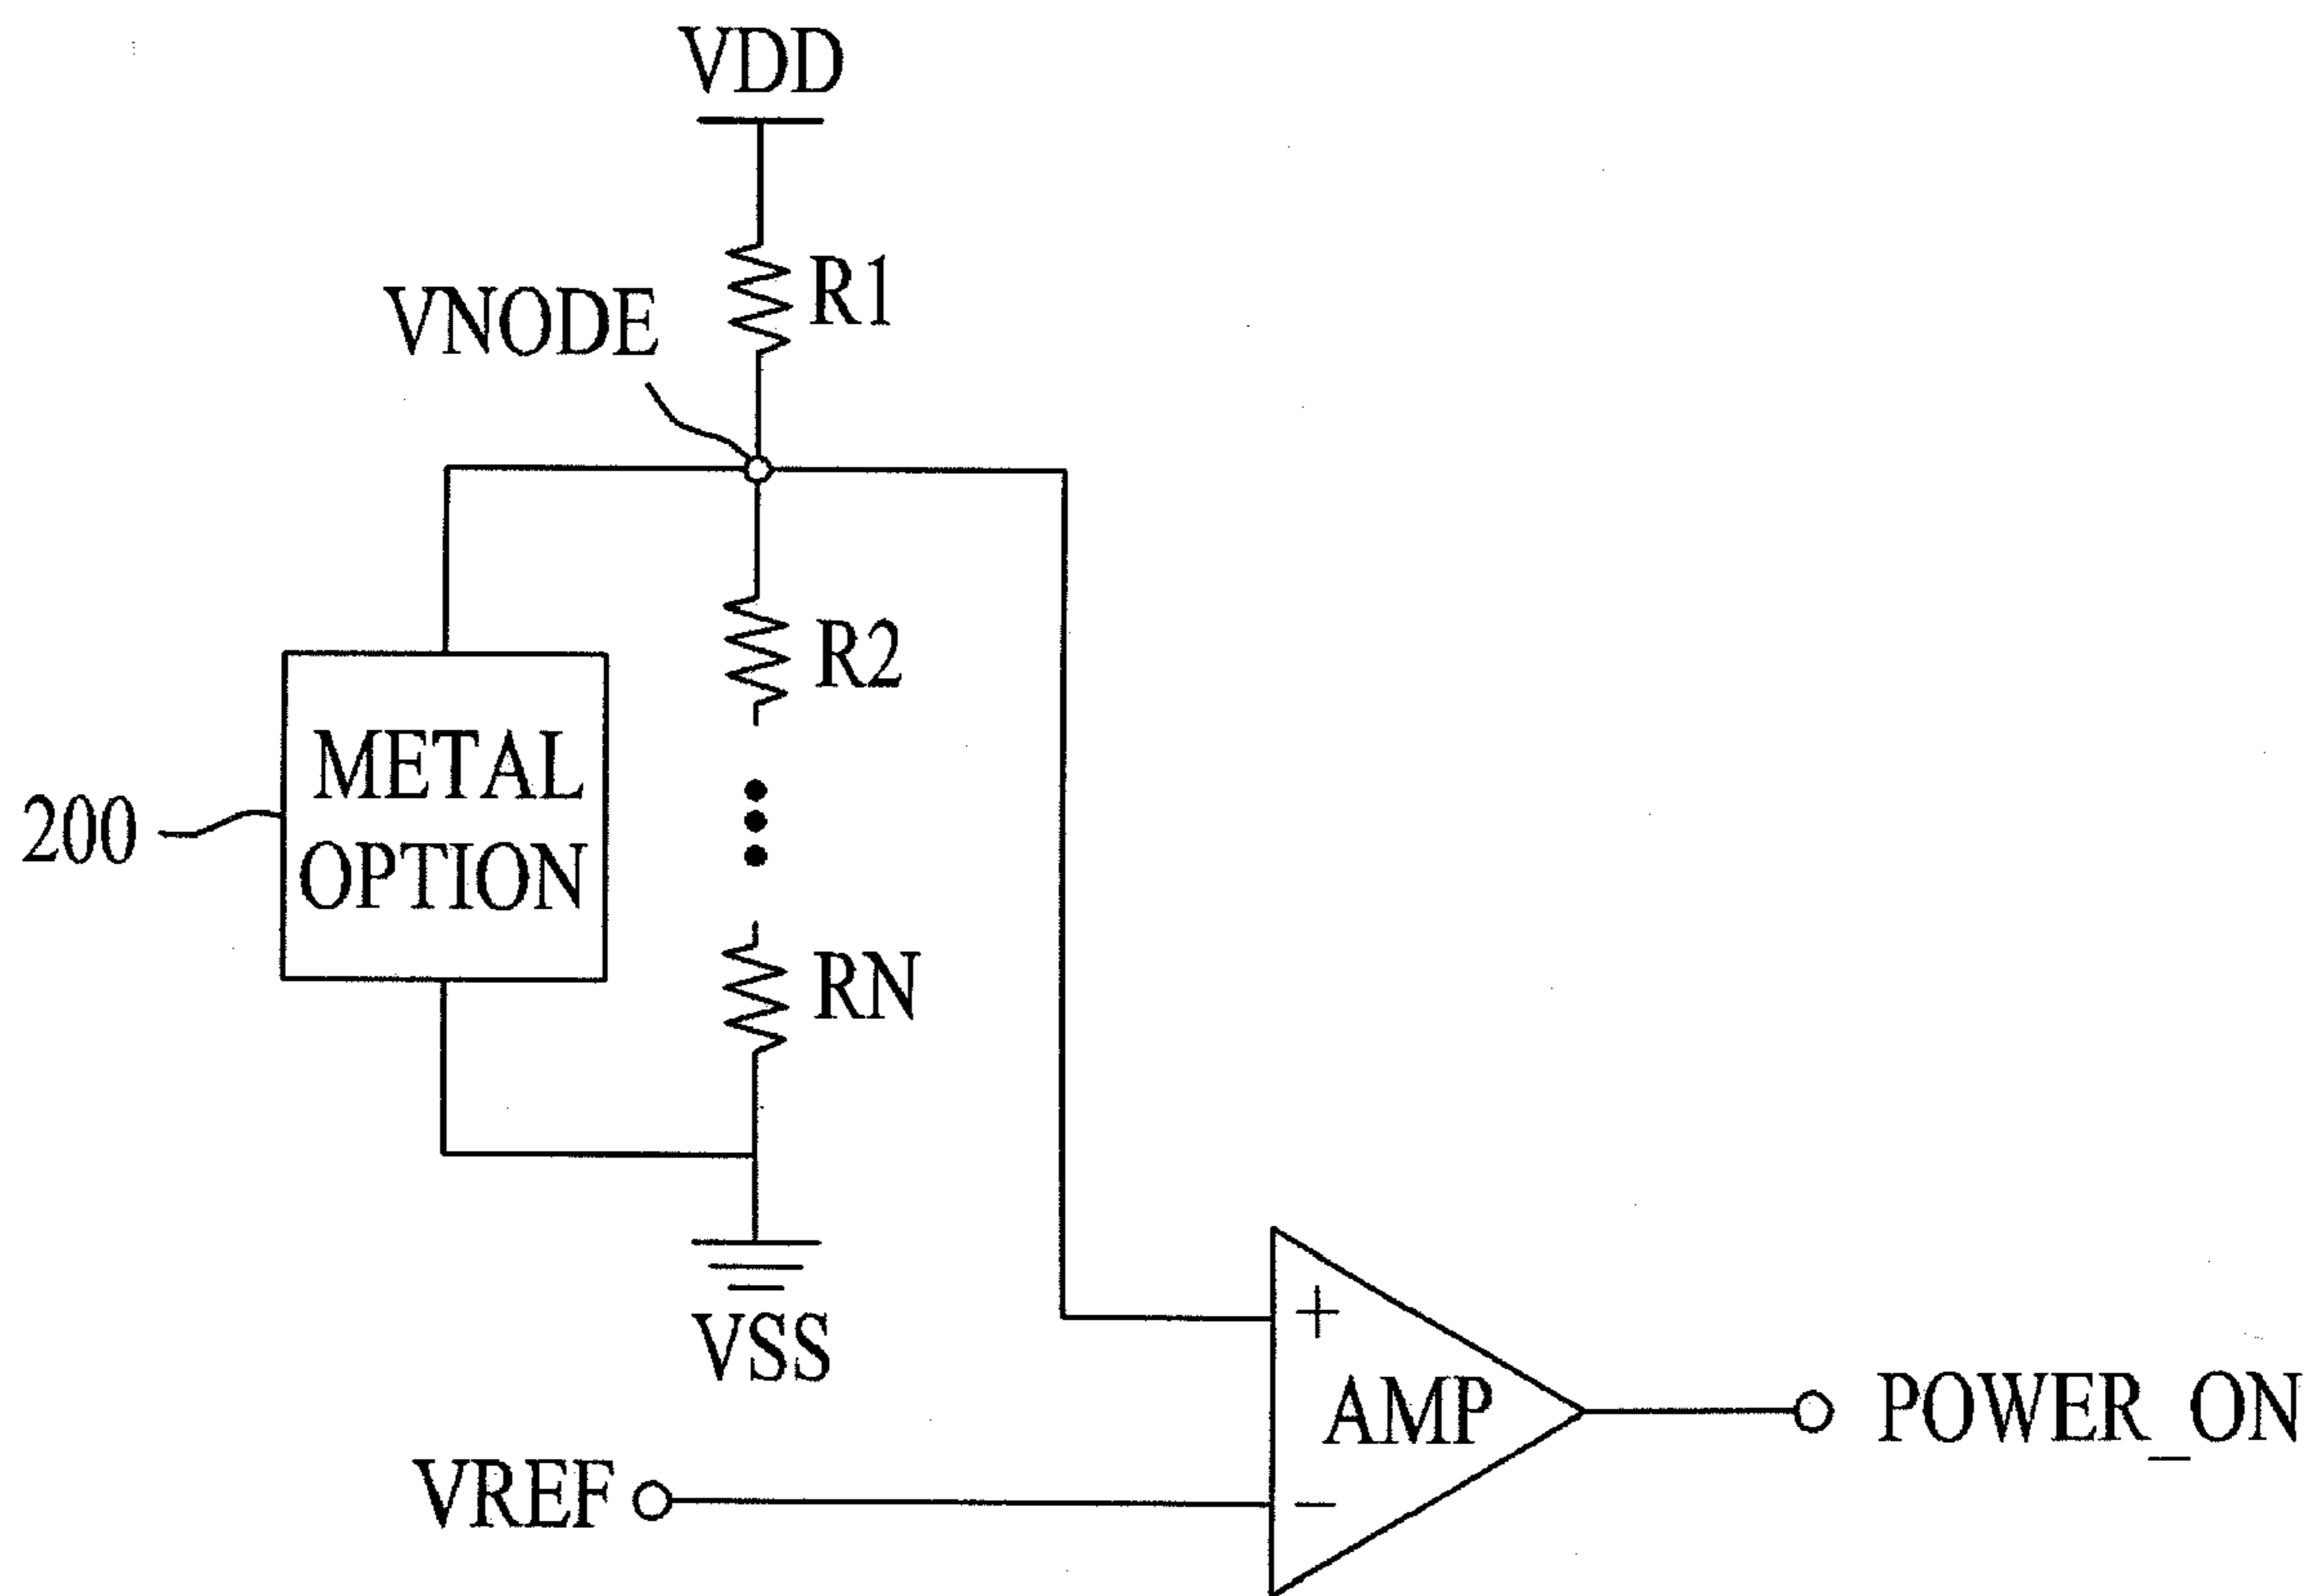 VDD
R1
VNODE
R2
METAL
OPTION
200
RN
VSS
+
AMP
POWER_ON
VREF
−